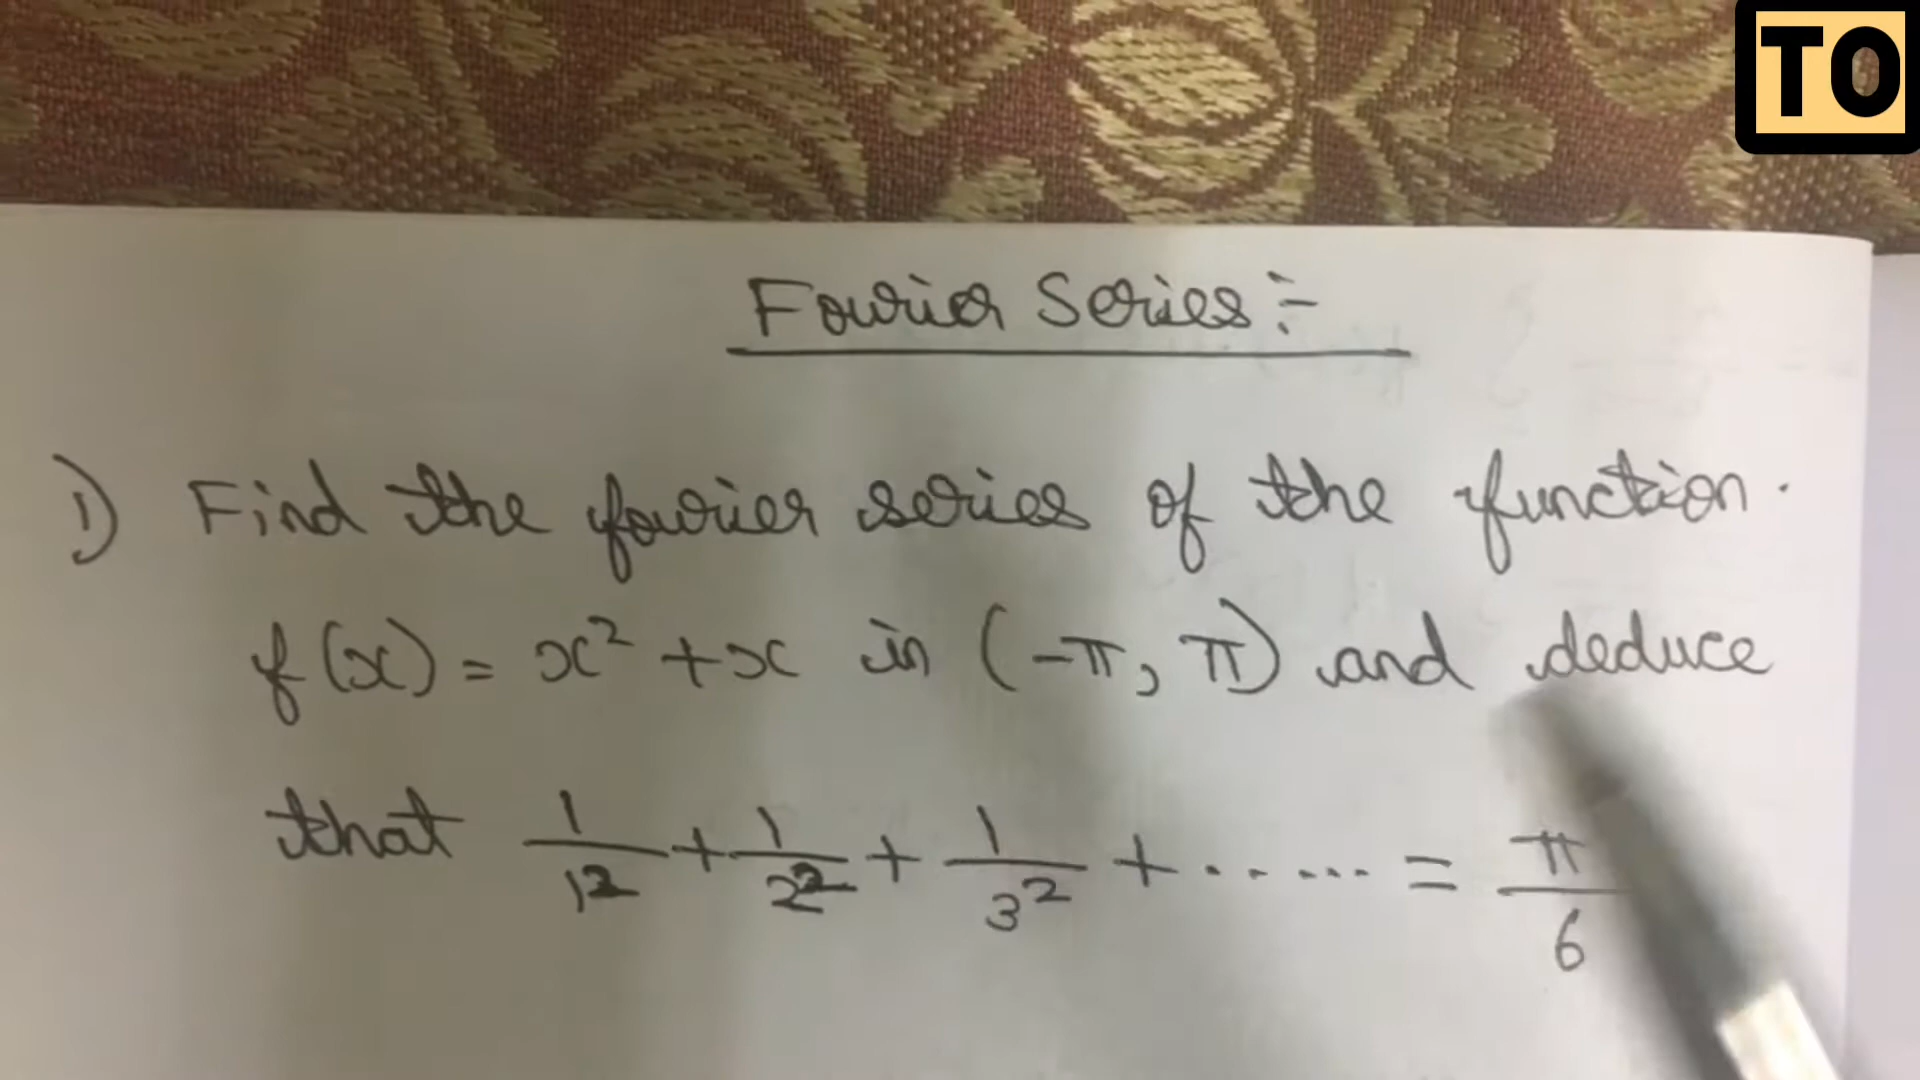 TO
Fourier Series :-
1) Find the fourier series of the function.
f(x) = x² + x in (-π, π) and deduce
that 1/1² + 1/2² + 1/3² + ...... = π/6